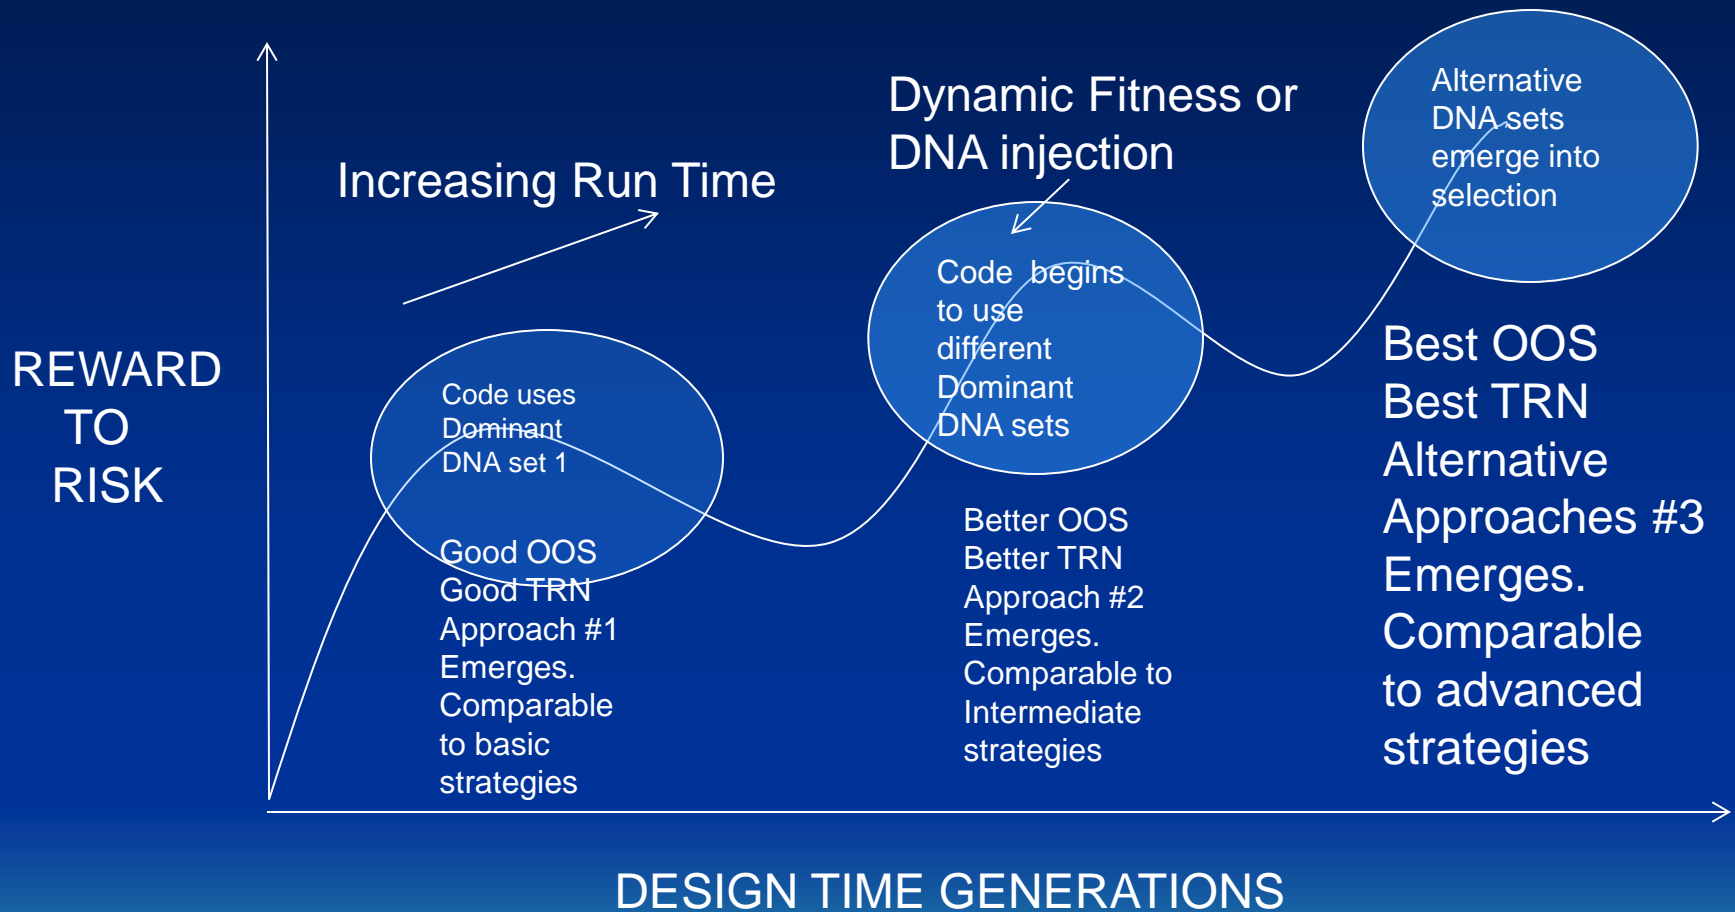 REWARD
TO
RISK
Increasing Run Time
Code uses
Dominant
DNA set 1
Good OOS
Good TRN
Approach #1
Emerges.
Comparable
to basic
strategies
Dynamic Fitness or
DNA injection
Code begins
to use
different
Dominant
DNA sets
Better OOS
Better TRN
Approach #2
Emerges.
Comparable to
Intermediate
strategies
Alternative
DNA sets
emerge into
selection
Best OOS
Best TRN
Alternative
Approaches #3
Emerges.
Comparable
to advanced
strategies
DESIGN TIME GENERATIONS